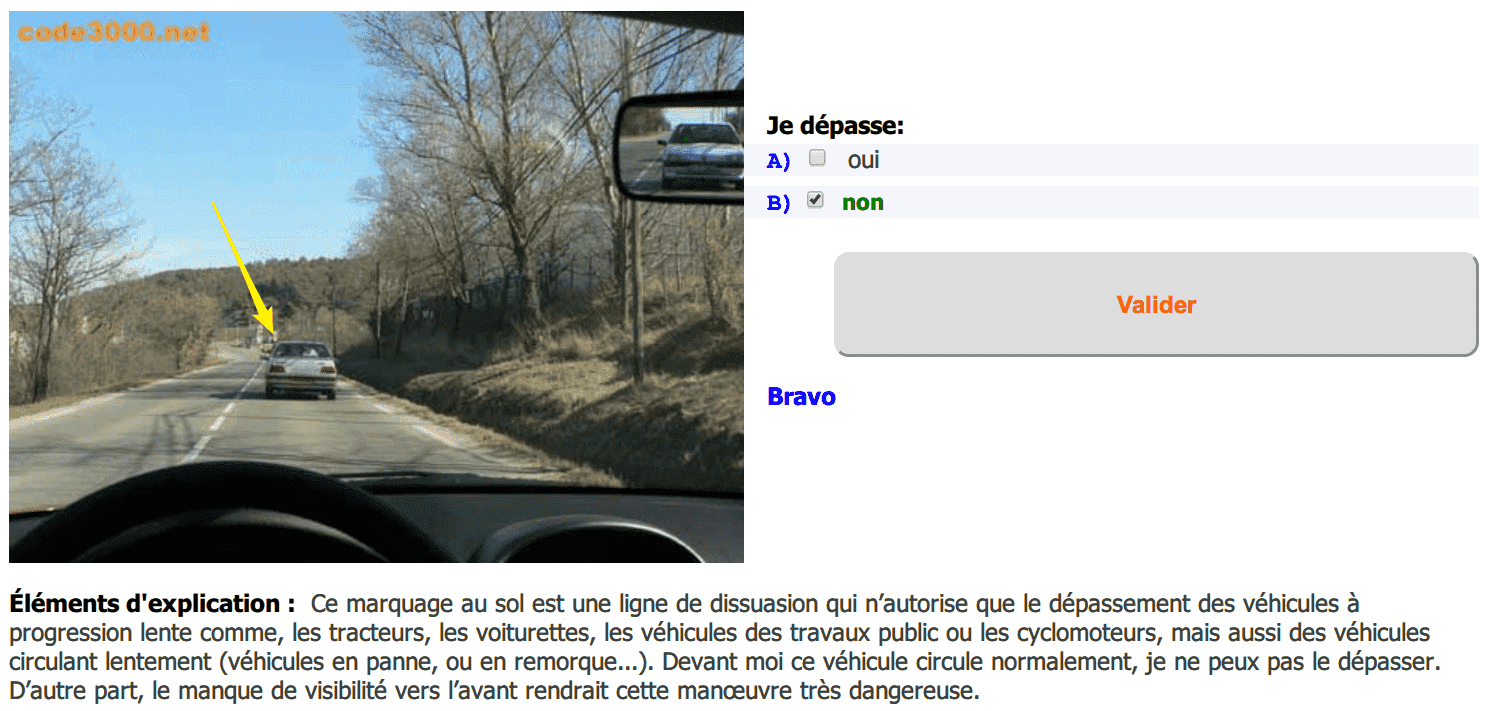 code3000.net
Je dépasse:
A) oui
B) non
Valider
Bravo
Éléments d'explication : Ce marquage au sol est une ligne de dissuasion qui n’autorise que le dépassement des véhicules à
progression lente comme, les tracteurs, les voiturettes, les véhicules des travaux public ou les cyclomoteurs, mais aussi des véhicules
circulant lentement (véhicules en panne, ou en remorque...). Devant moi ce véhicule circule normalement, je ne peux pas le dépasser.
D’autre part, le manque de visibilité vers l’avant rendrait cette manœuvre très dangereuse.